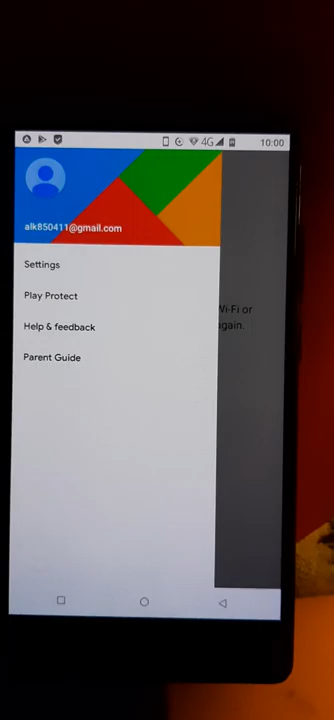 4G 10:00
alk850411@gmail.com
Settings
Play Protect
Help & feedback
Parent Guide
Wi-Fi or
again.